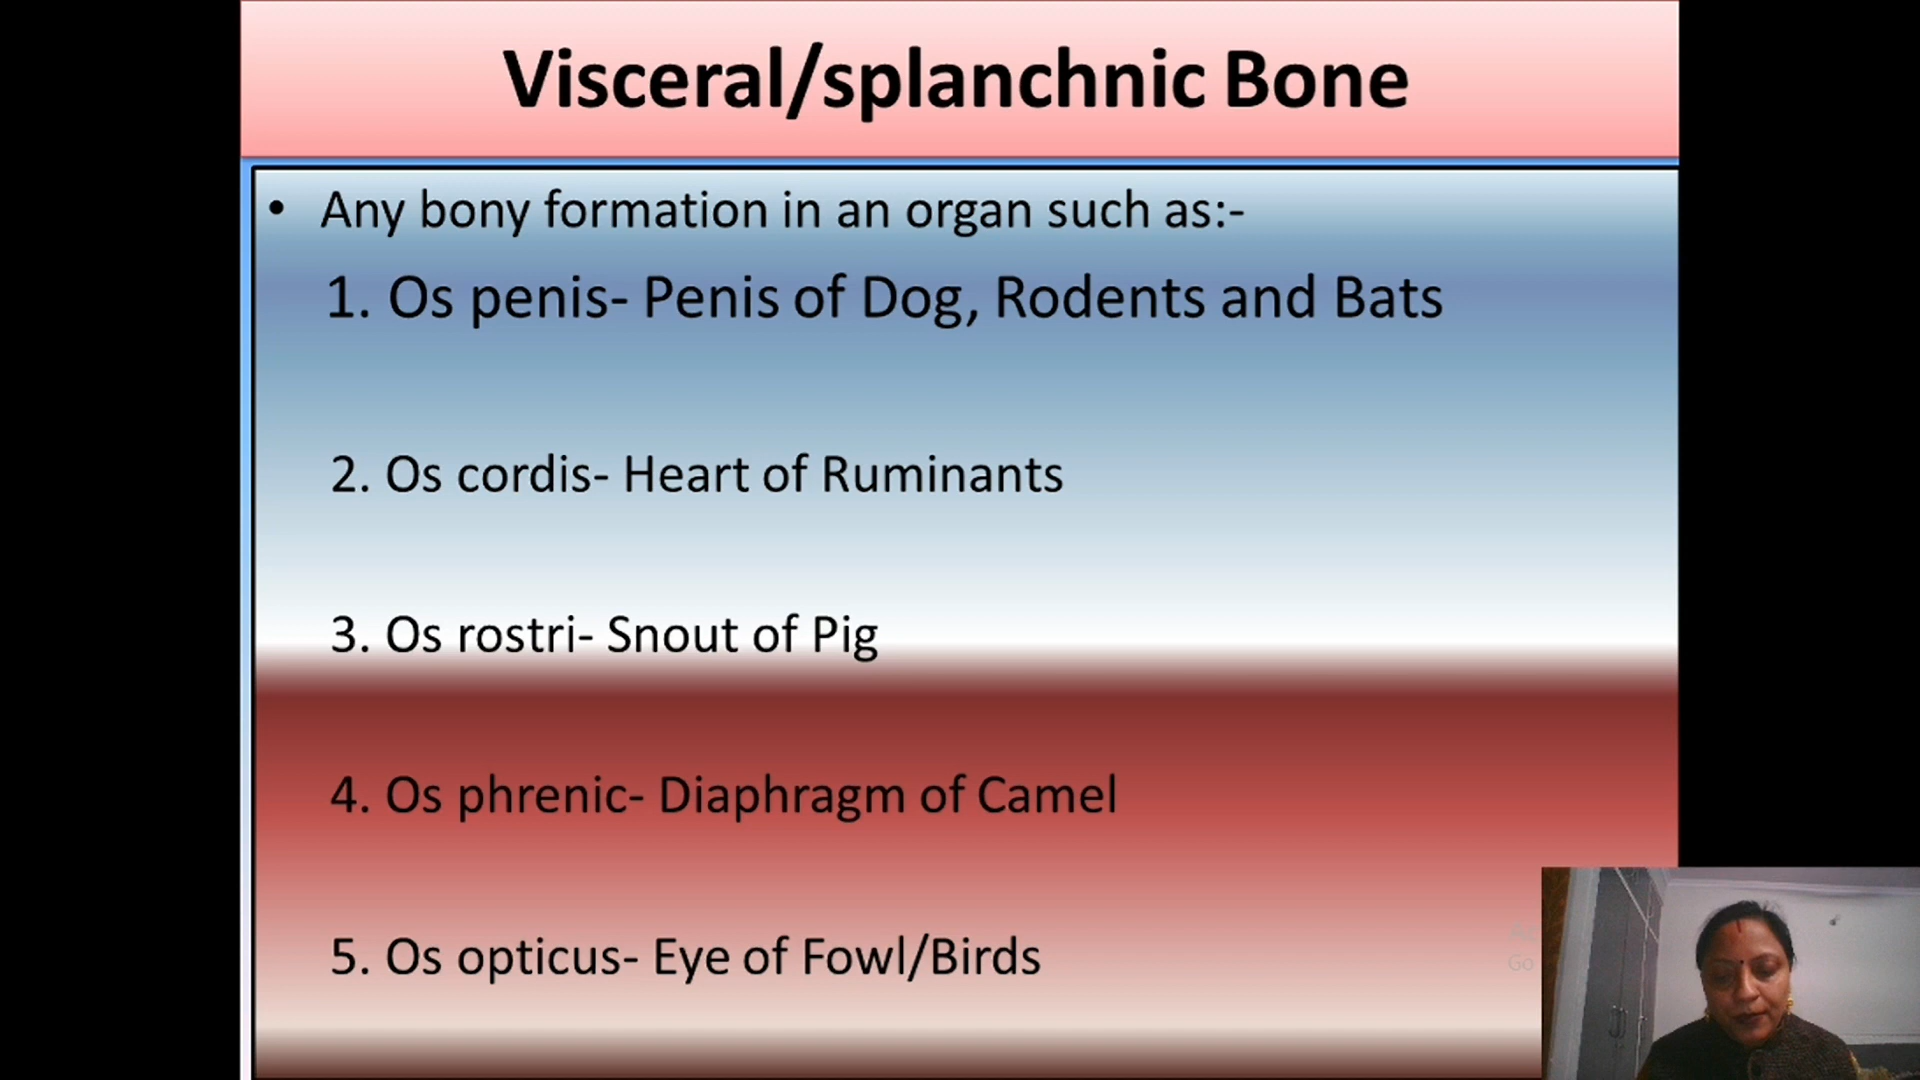 Visceral/splanchnic Bone
• Any bony formation in an organ such as:-
1. Os penis- Penis of Dog, Rodents and Bats
2. Os cordis- Heart of Ruminants
3. Os rostri- Snout of Pig
4. Os phrenic- Diaphragm of Camel
5. Os opticus- Eye of Fowl/Birds
Go